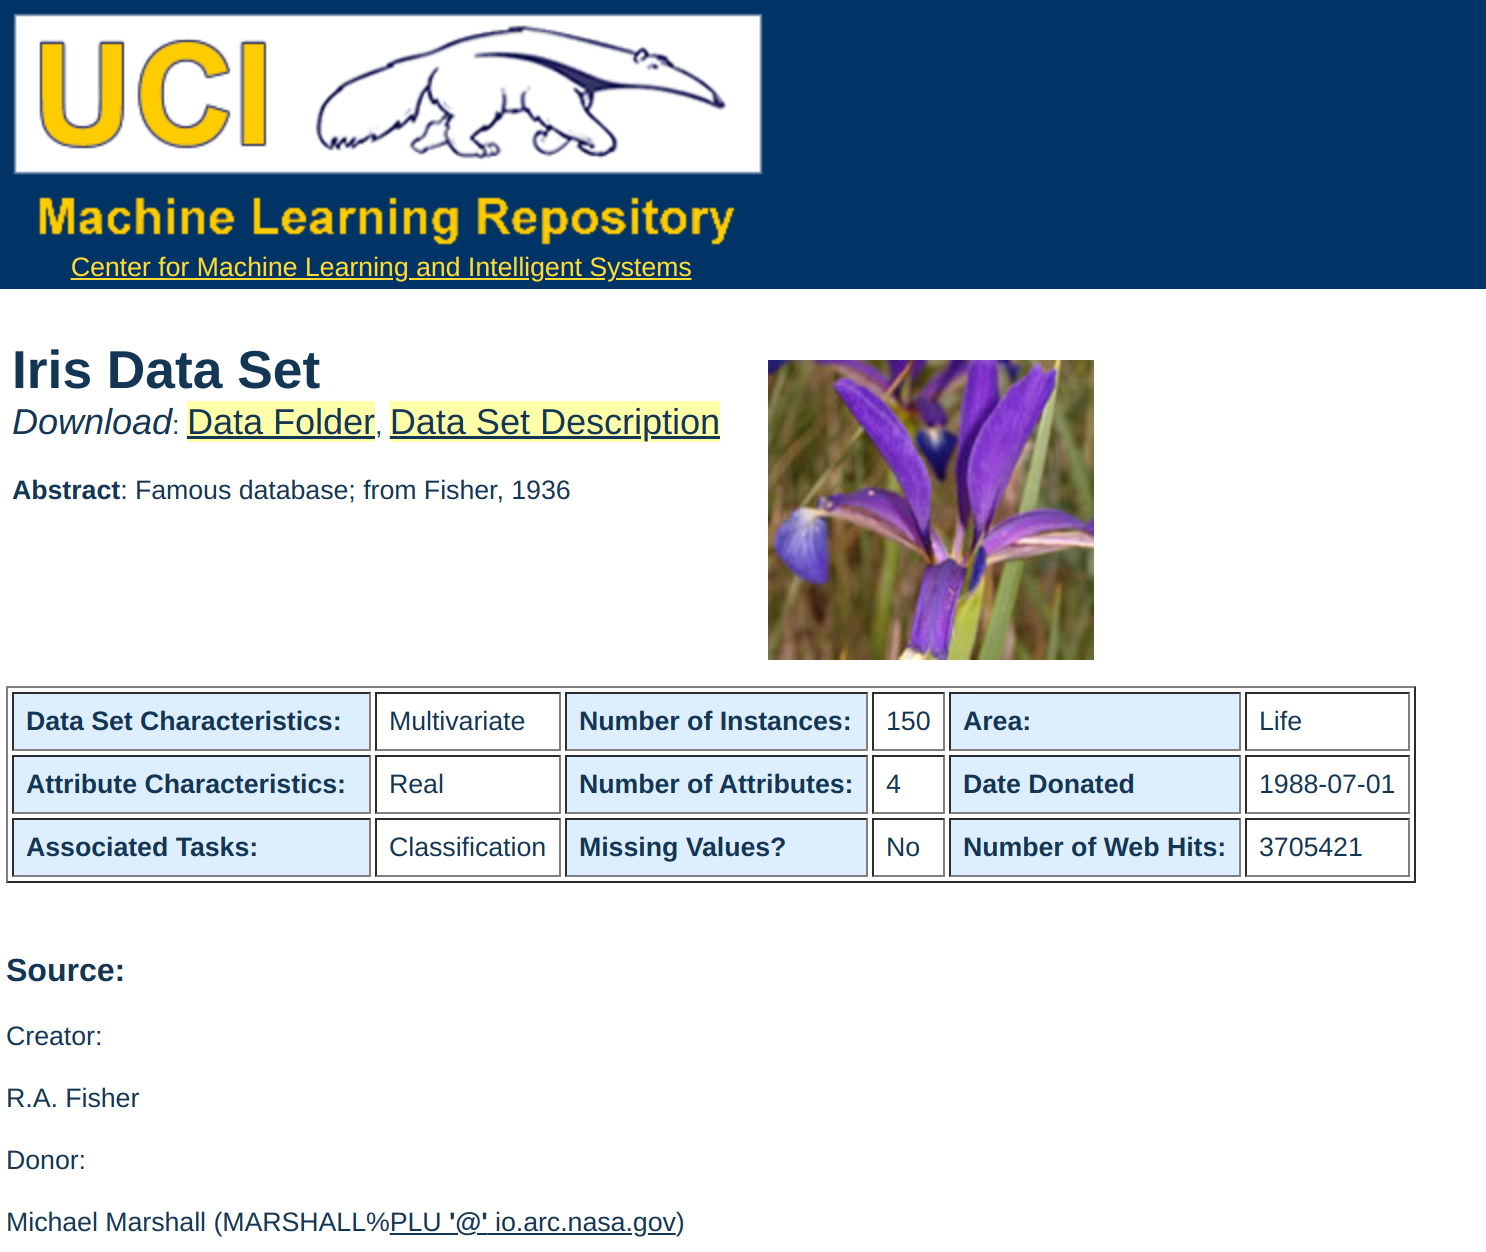 UCI
Machine Learning Repository
Center for Machine Learning and Intelligent Systems
Iris Data Set
Download: Data Folder, Data Set Description
Abstract: Famous database; from Fisher, 1936
Data Set Characteristics: Multivariate Number of Instances: 150 Area: Life
Attribute Characteristics: Real Number of Attributes: 4 Date Donated 1988-07-01
Associated Tasks: Classification Missing Values? No Number of Web Hits: 3705421
Source:
Creator:
R.A. Fisher
Donor:
Michael Marshall (MARSHALL%PLU '@' io.arc.nasa.gov)